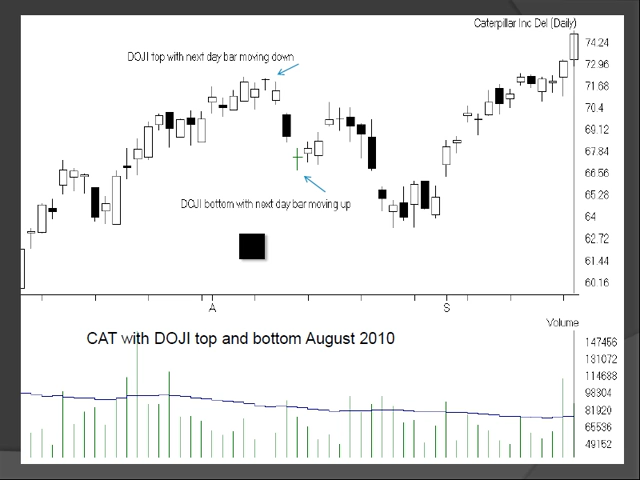 Caterpillar Inc Del (Daily)
DOJI top with next day bar moving down
74.24
72.96
71.68
70.4
69.12
67.84
66.56
65.28
64
62.72
61.44
60.16
DOJI bottom with next day bar moving up
A
S
Volume
CAT with DOJI top and bottom August 2010
147456
131072
114688
98304
81920
65536
49152